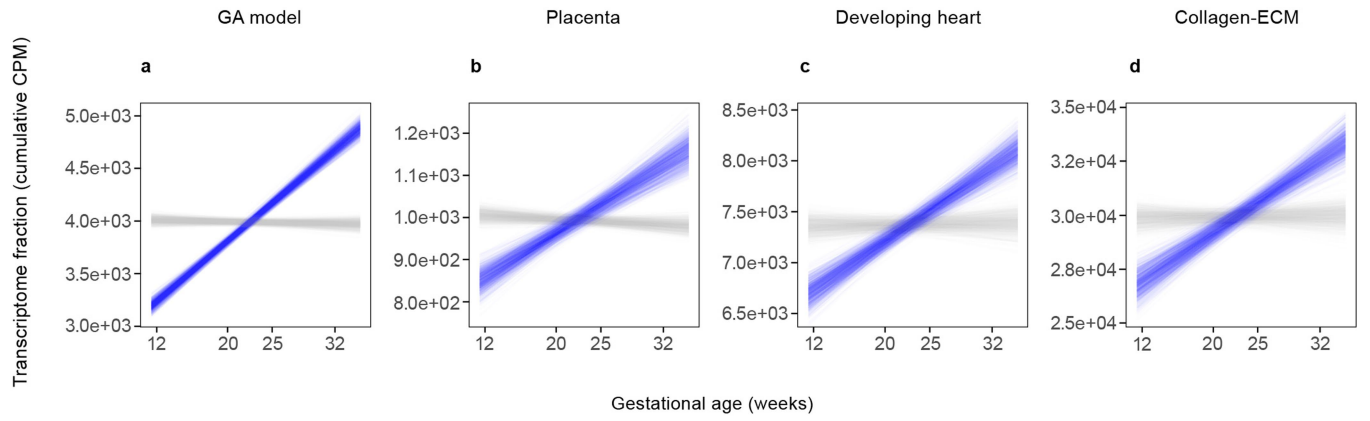 GA model
Placenta
Developing heart
Collagen-ECM
Transcriptome fraction (cumulative CPM)
a
5.0e+03
4.5e+03
4.0e+03
3.5e+03
3.0e+03
12 20 25 32
b
1.2e+03
1.1e+03
1.0e+03
9.0e+02
8.0e+02
12 20 25 32
c
8.5e+03
8.0e+03
7.5e+03
7.0e+03
6.5e+03
12 20 25 32
d
3.5e+04
3.2e+04
3.0e+04
2.8e+04
2.5e+04
12 20 25 32
Gestational age (weeks)